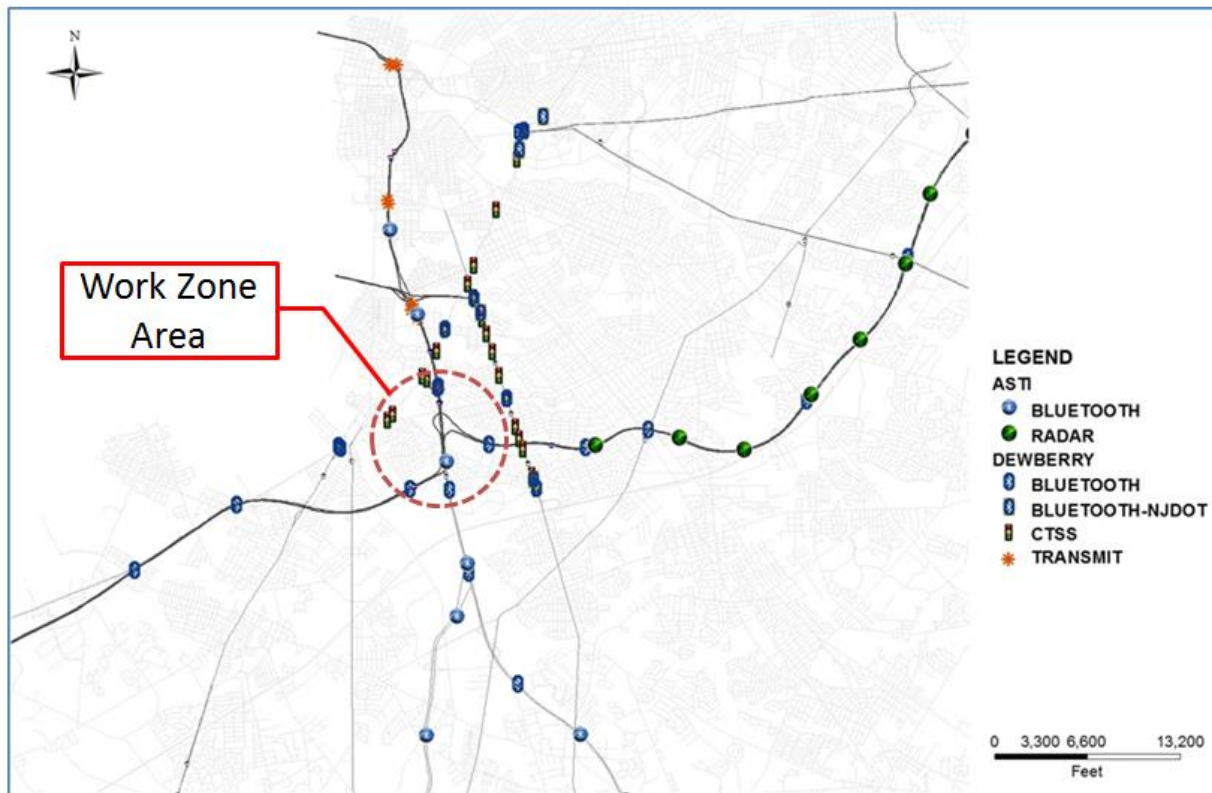 N
Work Zone
Area
LEGEND
ASTI
BLUETOOTH
RADAR
DEWBERRY
BLUETOOTH
BLUETOOTH-NJDOT
CTSS
TRANSMIT
0 3,300 6,600 13,200
Feet